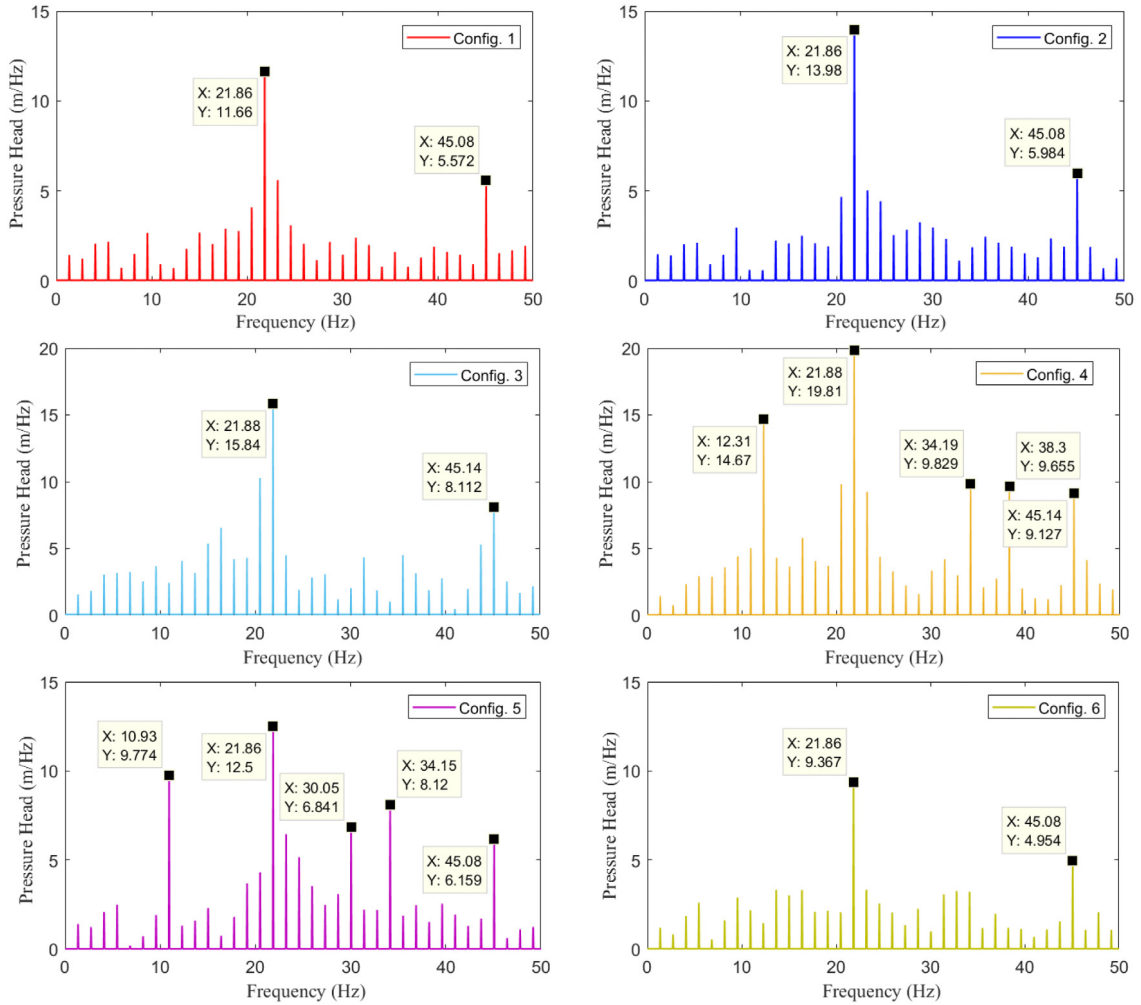 15
10
5
0
Pressure Head (m/Hz)
Config. 1
X: 21.86
Y: 11.66
X: 45.08
Y: 5.572
0 10 20 30 40 50
Frequency (Hz)
15
10
5
0
Pressure Head (m/Hz)
Config. 2
X: 21.86
Y: 13.98
X: 45.08
Y: 5.984
0 10 20 30 40 50
Frequency (Hz)
20
15
10
5
0
Pressure Head (m/Hz)
Config. 3
X: 21.88
Y: 15.84
X: 45.14
Y: 8.112
0 10 20 30 40 50
Frequency (Hz)
20
15
10
5
0
Pressure Head (m/Hz)
Config. 4
X: 21.88
Y: 19.81
X: 12.31
Y: 14.67
X: 34.19
Y: 9.829
X: 38.3
Y: 9.655
X: 45.14
Y: 9.127
0 10 20 30 40 50
Frequency (Hz)
15
10
5
0
Pressure Head (m/Hz)
Config. 5
X: 10.93
Y: 9.774
X: 21.86
Y: 12.5
X: 30.05
Y: 6.841
X: 34.15
Y: 8.12
X: 45.08
Y: 6.159
0 10 20 30 40 50
Frequency (Hz)
15
10
5
0
Pressure Head (m/Hz)
Config. 6
X: 21.86
Y: 9.367
X: 45.08
Y: 4.954
0 10 20 30 40 50
Frequency (Hz)